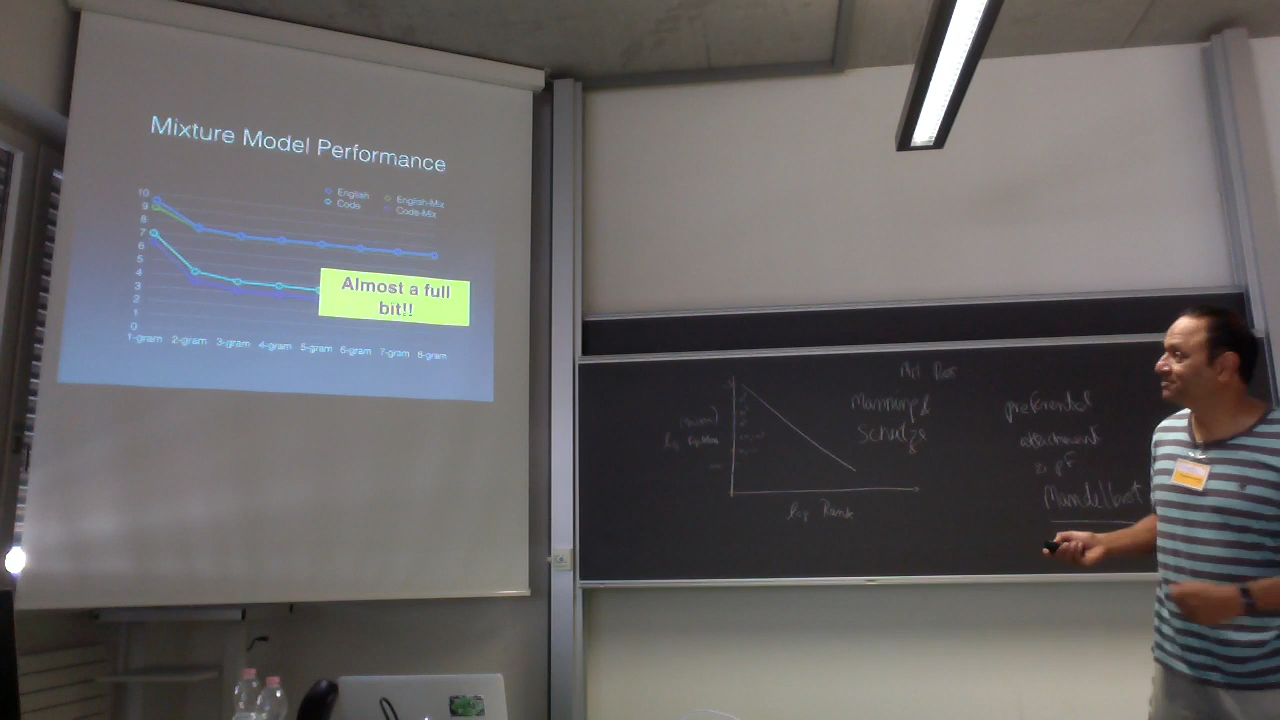 Mixture Model Performance
English English-Mix
Code Code-Mix
10
9
8
7
6
5
4
3
2
1
0
1-gram 2-gram 3-gram 4-gram 5-gram 6-gram 7-gram 8-gram
Almost a full
bit!!
Manning &
Schutze
log
log Rank
preferential
attachment
Zipf
Mandelbrot